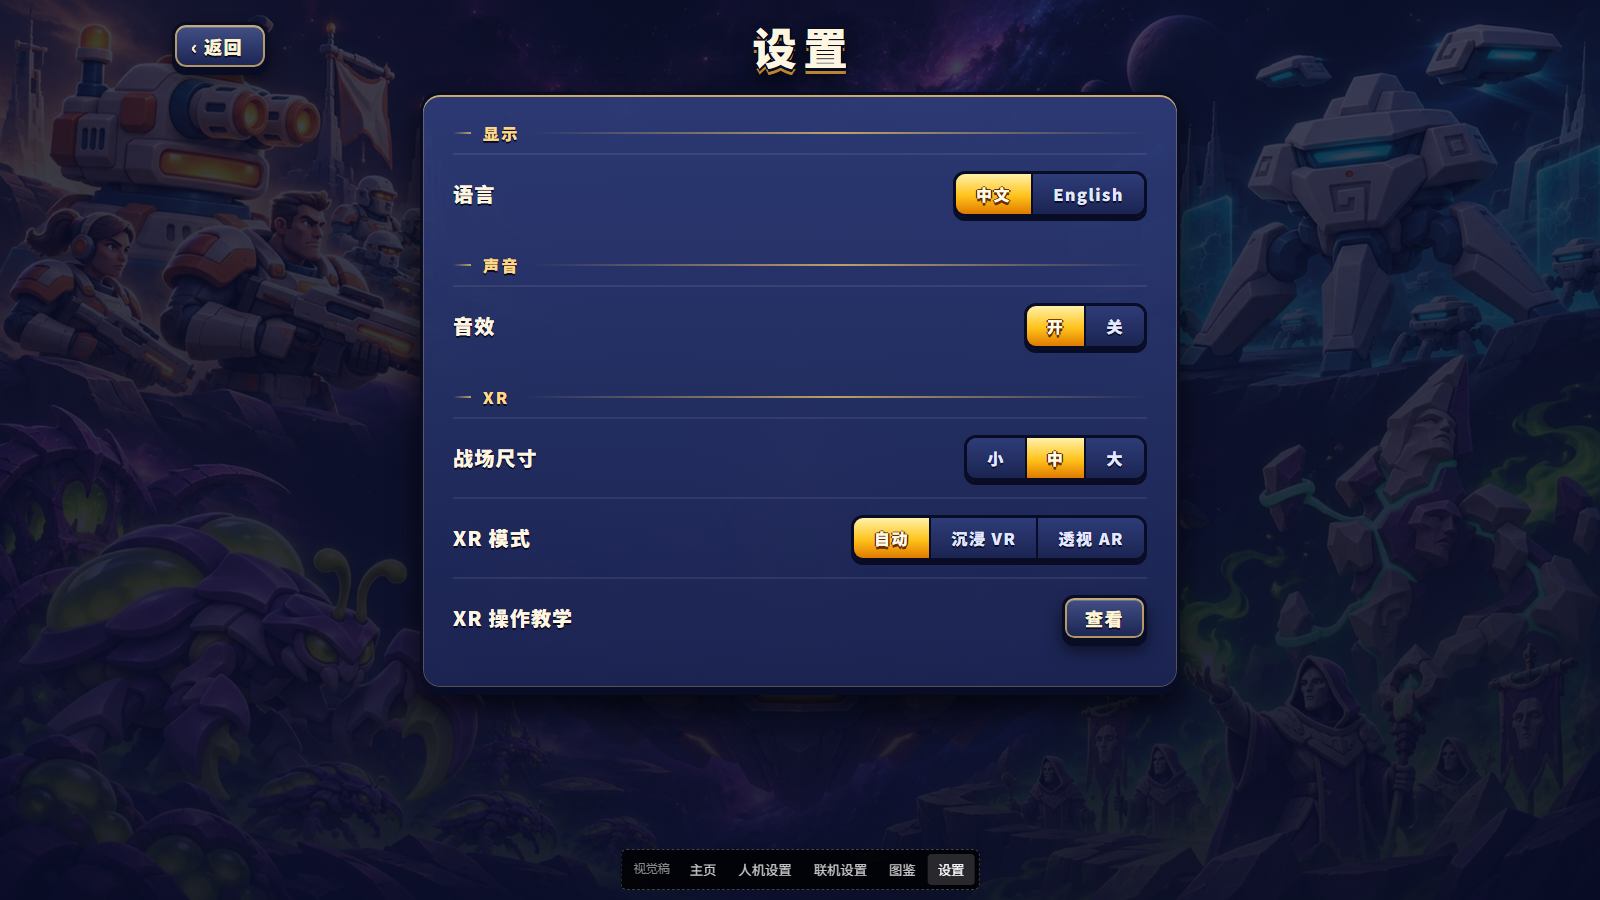 ‹ 返回
设置
显示
语言
中文 English
声音
音效
开 关
XR
战场尺寸
小 中 大
XR 模式
自动 沉浸 VR 透视 AR
XR 操作教学
查看
视觉稿 主页 人机设置 联机设置 图鉴 设置